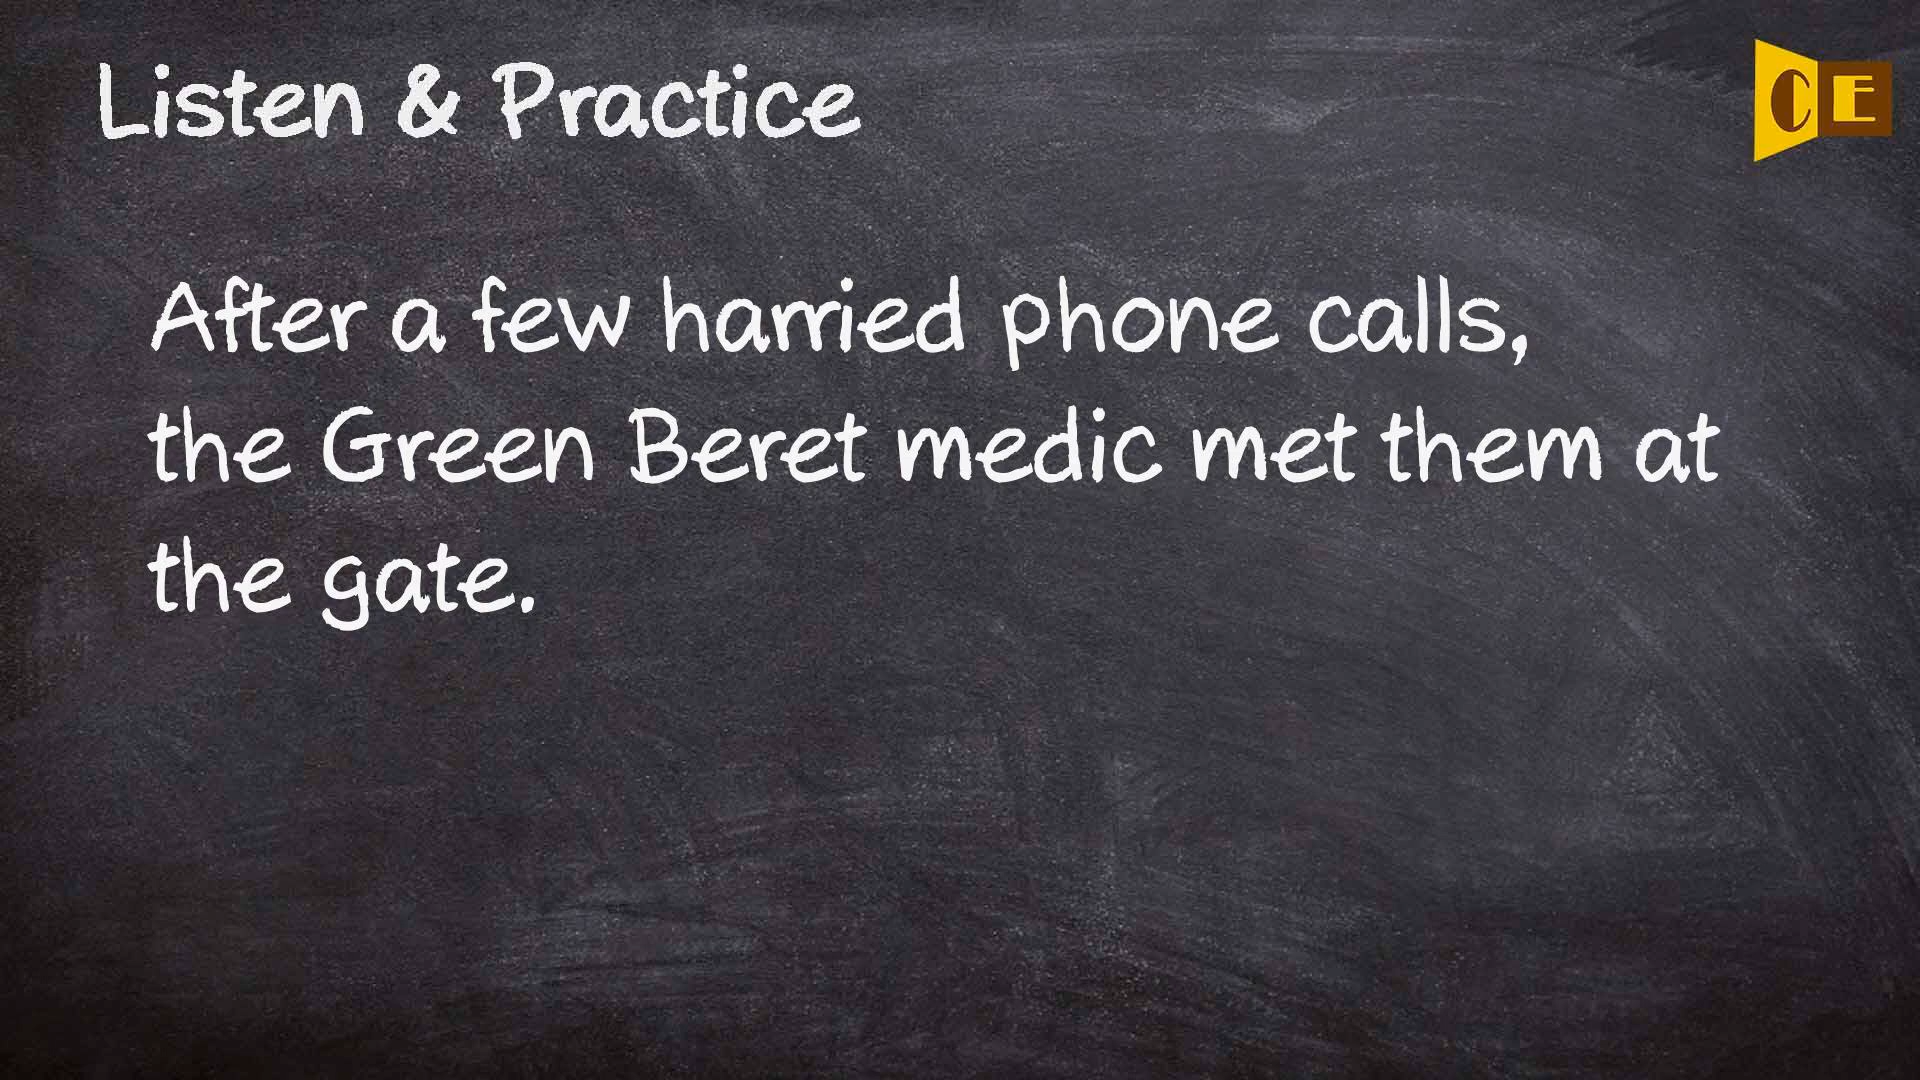 Listen & Practice
CE
After a few harried phone calls,
the Green Beret medic met them at
the gate.